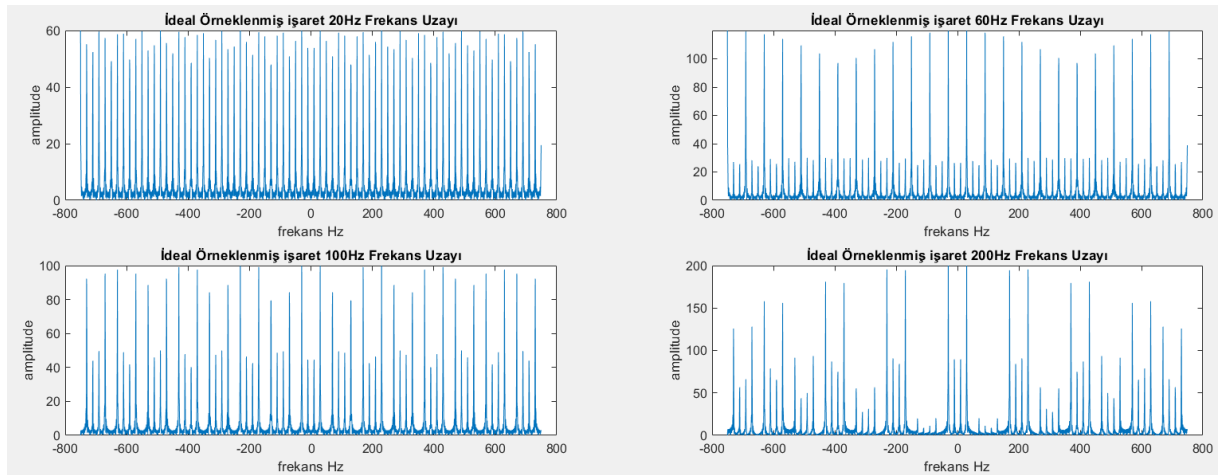 İdeal Örneklenmiş işaret 20Hz Frekans Uzayı
60
40
20
0
amplitude
-800 -600 -400 -200 0 200 400 600 800
frekans Hz
İdeal Örneklenmiş işaret 60Hz Frekans Uzayı
100
80
60
40
20
0
amplitude
-800 -600 -400 -200 0 200 400 600 800
frekans Hz
İdeal Örneklenmiş işaret 100Hz Frekans Uzayı
100
80
60
40
20
0
amplitude
-800 -600 -400 -200 0 200 400 600 800
frekans Hz
İdeal Örneklenmiş işaret 200Hz Frekans Uzayı
200
150
100
50
0
amplitude
-800 -600 -400 -200 0 200 400 600 800
frekans Hz